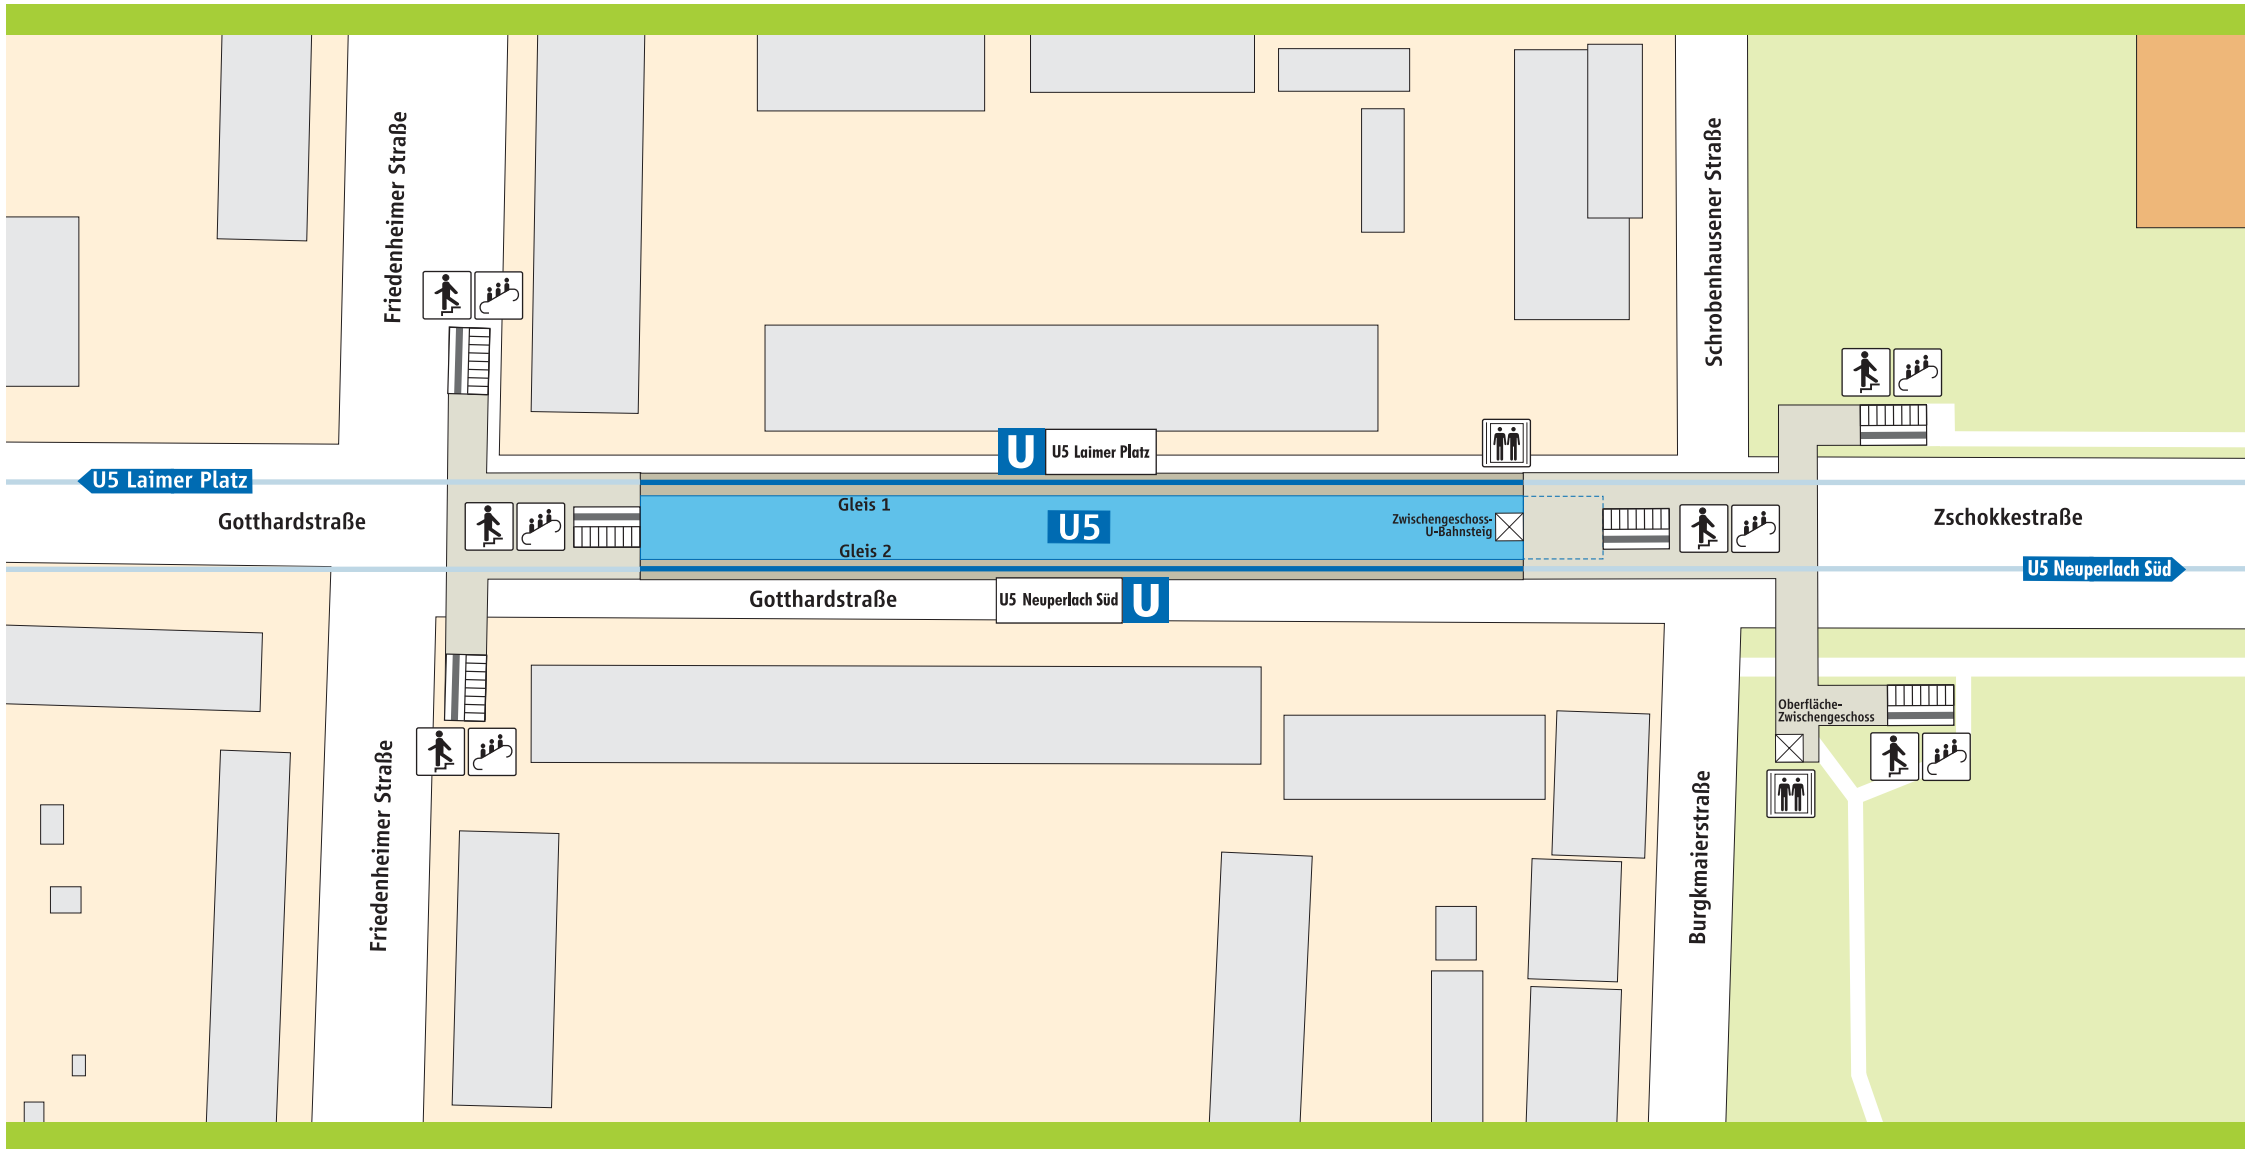 Friedenheimer Straße
Schrobenhausener Straße
U U5 Laimer Platz
U5 Laimer Platz
Gleis 1
Gotthardstraße
U5
Zwischengeschoss-
U-Bahnsteig
Zschokkestraße
Gleis 2
U5 Neuperlach Süd
Gotthardstraße
U5 Neuperlach Süd U
Oberfläche-
Zwischengeschoss
Friedenheimer Straße
Burgkmaierstraße